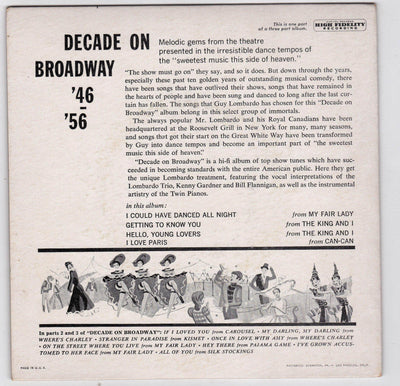 This is one part
of a three part album.
HIGH FIDELITY
RECORDING
DECADE ON
BROADWAY
'46
-
'56
Melodic gems from the theatre
presented in the irresistible dance tempos of
the "sweetest music this side of heaven."
"The show must go on" they say, and so it does. But down through the years,
especially these past ten golden years of outstanding musical comedy, there
have been songs that have outlived their shows, songs that have remained in
the hearts of people and have been sung and danced to long after the last cur-
tain has fallen. The songs that Guy Lombardo has chosen for this "Decade on
Broadway" album belong in this select group of immortals.
The always popular Mr. Lombardo and his Royal Canadians have been
headquartered at the Roosevelt Grill in New York for many, many seasons,
and songs that got their start on the Great White Way have been transformed
by Guy into dance tempos and become an important part of "the sweetest
music this side of heaven."
"Decade on Broadway" is a hi-fi album of top show tunes which have suc-
ceeded in becoming standards with the entire American public. Here they get
the unique Lombardo treatment, featuring the vocal interpretations of the
Lombardo Trio, Kenny Gardner and Bill Flannigan, as well as the instrumental
artistry of the Twin Pianos.
in this album:
I COULD HAVE DANCED ALL NIGHT from MY FAIR LADY
GETTING TO KNOW YOU from THE KING AND I
HELLO, YOUNG LOVERS from THE KING AND I
I LOVE PARIS from CAN-CAN
In parts 2 and 3 of "DECADE ON BROADWAY": IF I LOVED YOU from CAROUSEL - MY DARLING, MY DARLING from
WHERE'S CHARLEY - STRANGER IN PARADISE from KISMET - ONCE IN LOVE WITH AMY from WHERE'S CHARLEY
- ON THE STREET WHERE YOU LIVE from MY FAIR LADY - HEY THERE from PAJAMA GAME - I'VE GROWN ACCUS-
TOMED TO HER FACE from MY FAIR LADY - ALL OF YOU from SILK STOCKINGS
MADE IN U.S.A.